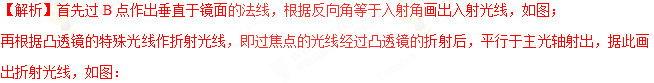 【解析】首先过 B 点作出垂直于镜面的法线，根据反向角等于入射角画出入射光线，如图；
再根据凸透镜的特殊光线作折射光线，即过焦点的光线经过凸透镜的折射后，平行于主光轴射出，据此画
出折射光线，如图：